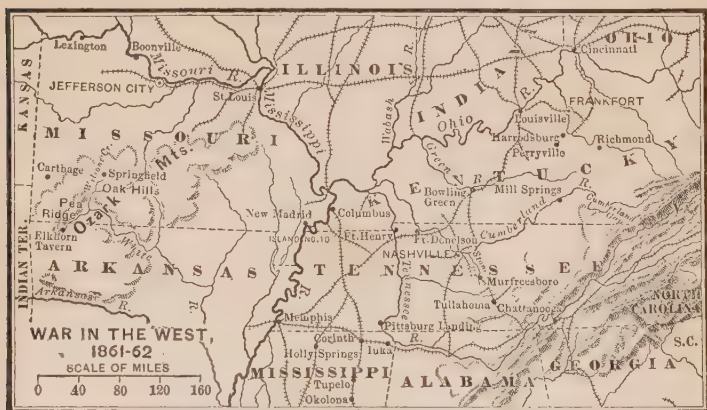 Lexington
Boonville
Missouri R.
JEFFERSON CITY
St. Louis
ILLINOIS
Mississippi
Wabash R.
INDIANA
OHIO
Cincinnati
Ohio R.
FRANKFORT
Louisville
Harrodsburg
Perryville
Richmond
KANSAS
MISSOURI
Carthage
Springfield
Oak Hills
Ozark Mts.
Pea
Ridge
Elkhorn
Tavern
White R.
New Madrid
ISLAND NO. 10
Columbus
KENTUCKY
Green R.
Bowling
Green
Mill Springs
Cumberland R.
Cumberland
Ft. Henry
Ft. Donelson
NASHVILLE
Murfreesboro
Tullahoma
Chattanooga
Tennessee R.
TENNESSEE
ARKANSAS
INDIAN TER.
Arkansas R.
Memphis
Pittsburg Landing
Corinth
Iuka
Holly Springs
MISSISSIPPI
Tupelo
Okolona
ALABAMA
GEORGIA
NORTH
CAROLINA
S.C.
WAR IN THE WEST,
1861-62
SCALE OF MILES
0 40 80 120 160